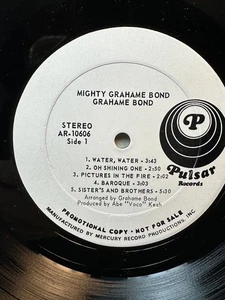 MIGHTY GRAHAME BOND
GRAHAME BOND
STEREO
AR-10606
Side 1
P
Pulsar
Records
1. WATER, WATER - 3:43
2. OH SHINING ONE - 2:50
3. PICTURES IN THE FIRE - 2:02
4. BAROQUE - 3:03
5. SISTER'S AND BROTHERS - 5:30
Arranged by Grahame Bond
Produced by Abe "Voco" Kesh
PROMOTIONAL COPY • NOT FOR SALE
MANUFACTURED BY MERCURY RECORD PRODUCTIONS, INC.